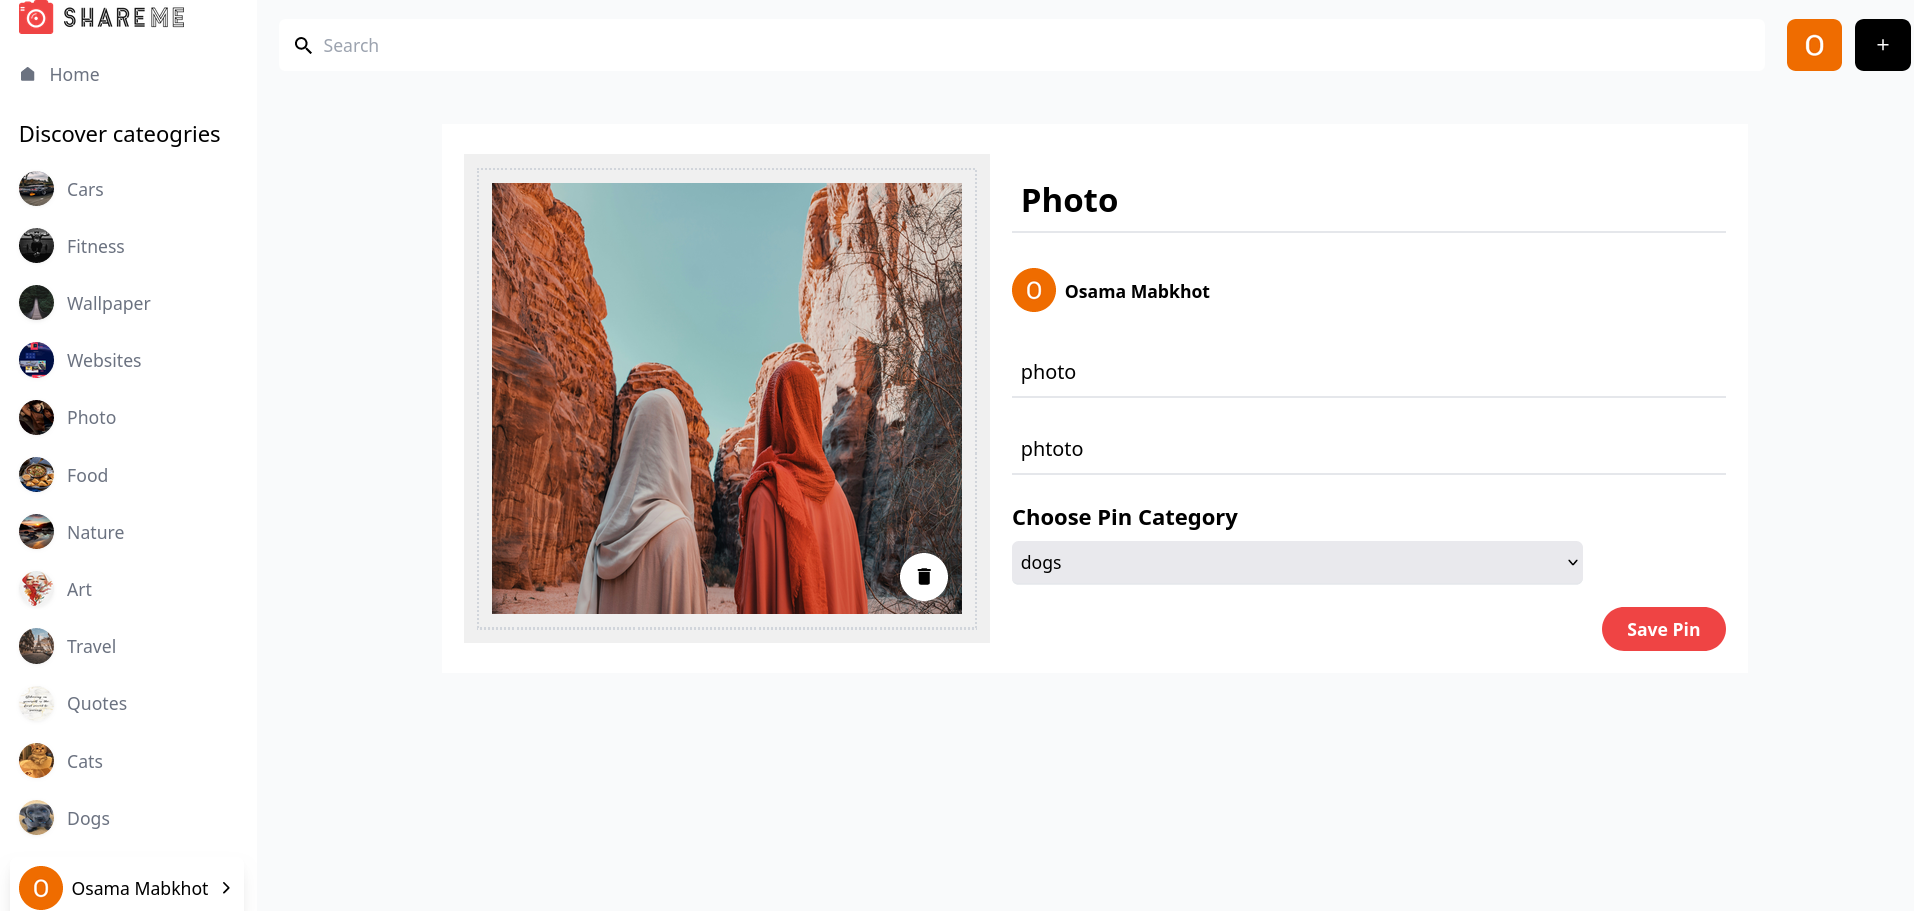 SHAREME
Home
Discover cateogries
Cars
Fitness
Wallpaper
Websites
Photo
Food
Nature
Art
Travel
Quotes
Cats
Dogs
O Osama Mabkhot
Search
O +
Photo
O Osama Mabkhot
photo
phtoto
Choose Pin Category
dogs
Save Pin